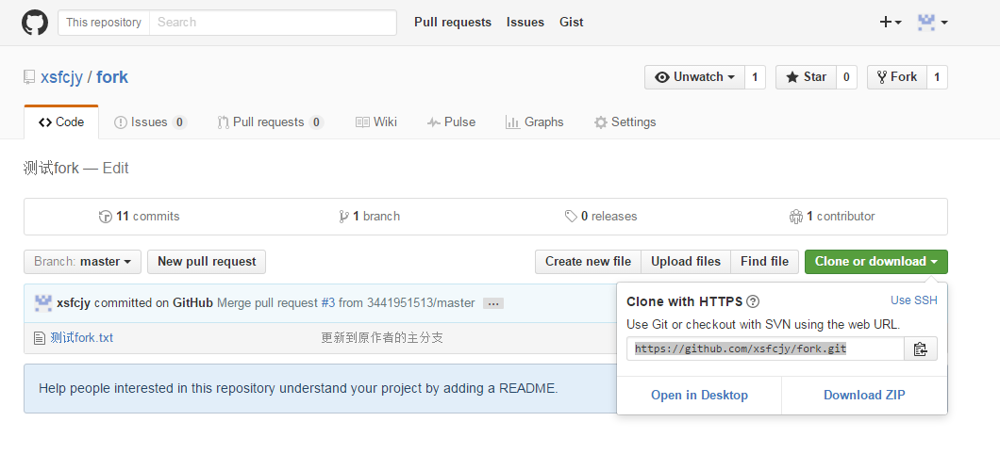 This repository Search Pull requests Issues Gist
xsfcjy / fork Unwatch 1 Star 0 Fork 1
Code Issues 0 Pull requests 0 Wiki Pulse Graphs Settings
测试fork — Edit
11 commits 1 branch 0 releases 1 contributor
Branch: master New pull request Create new file Upload files Find file Clone or download
xsfcjy committed on GitHub Merge pull request #3 from 3441951513/master …
测试fork.txt 更新到原作者的主分支
Help people interested in this repository understand your project by adding a README.
Clone with HTTPS Use SSH
Use Git or checkout with SVN using the web URL.
https://github.com/xsfcjy/fork.git
Open in Desktop Download ZIP